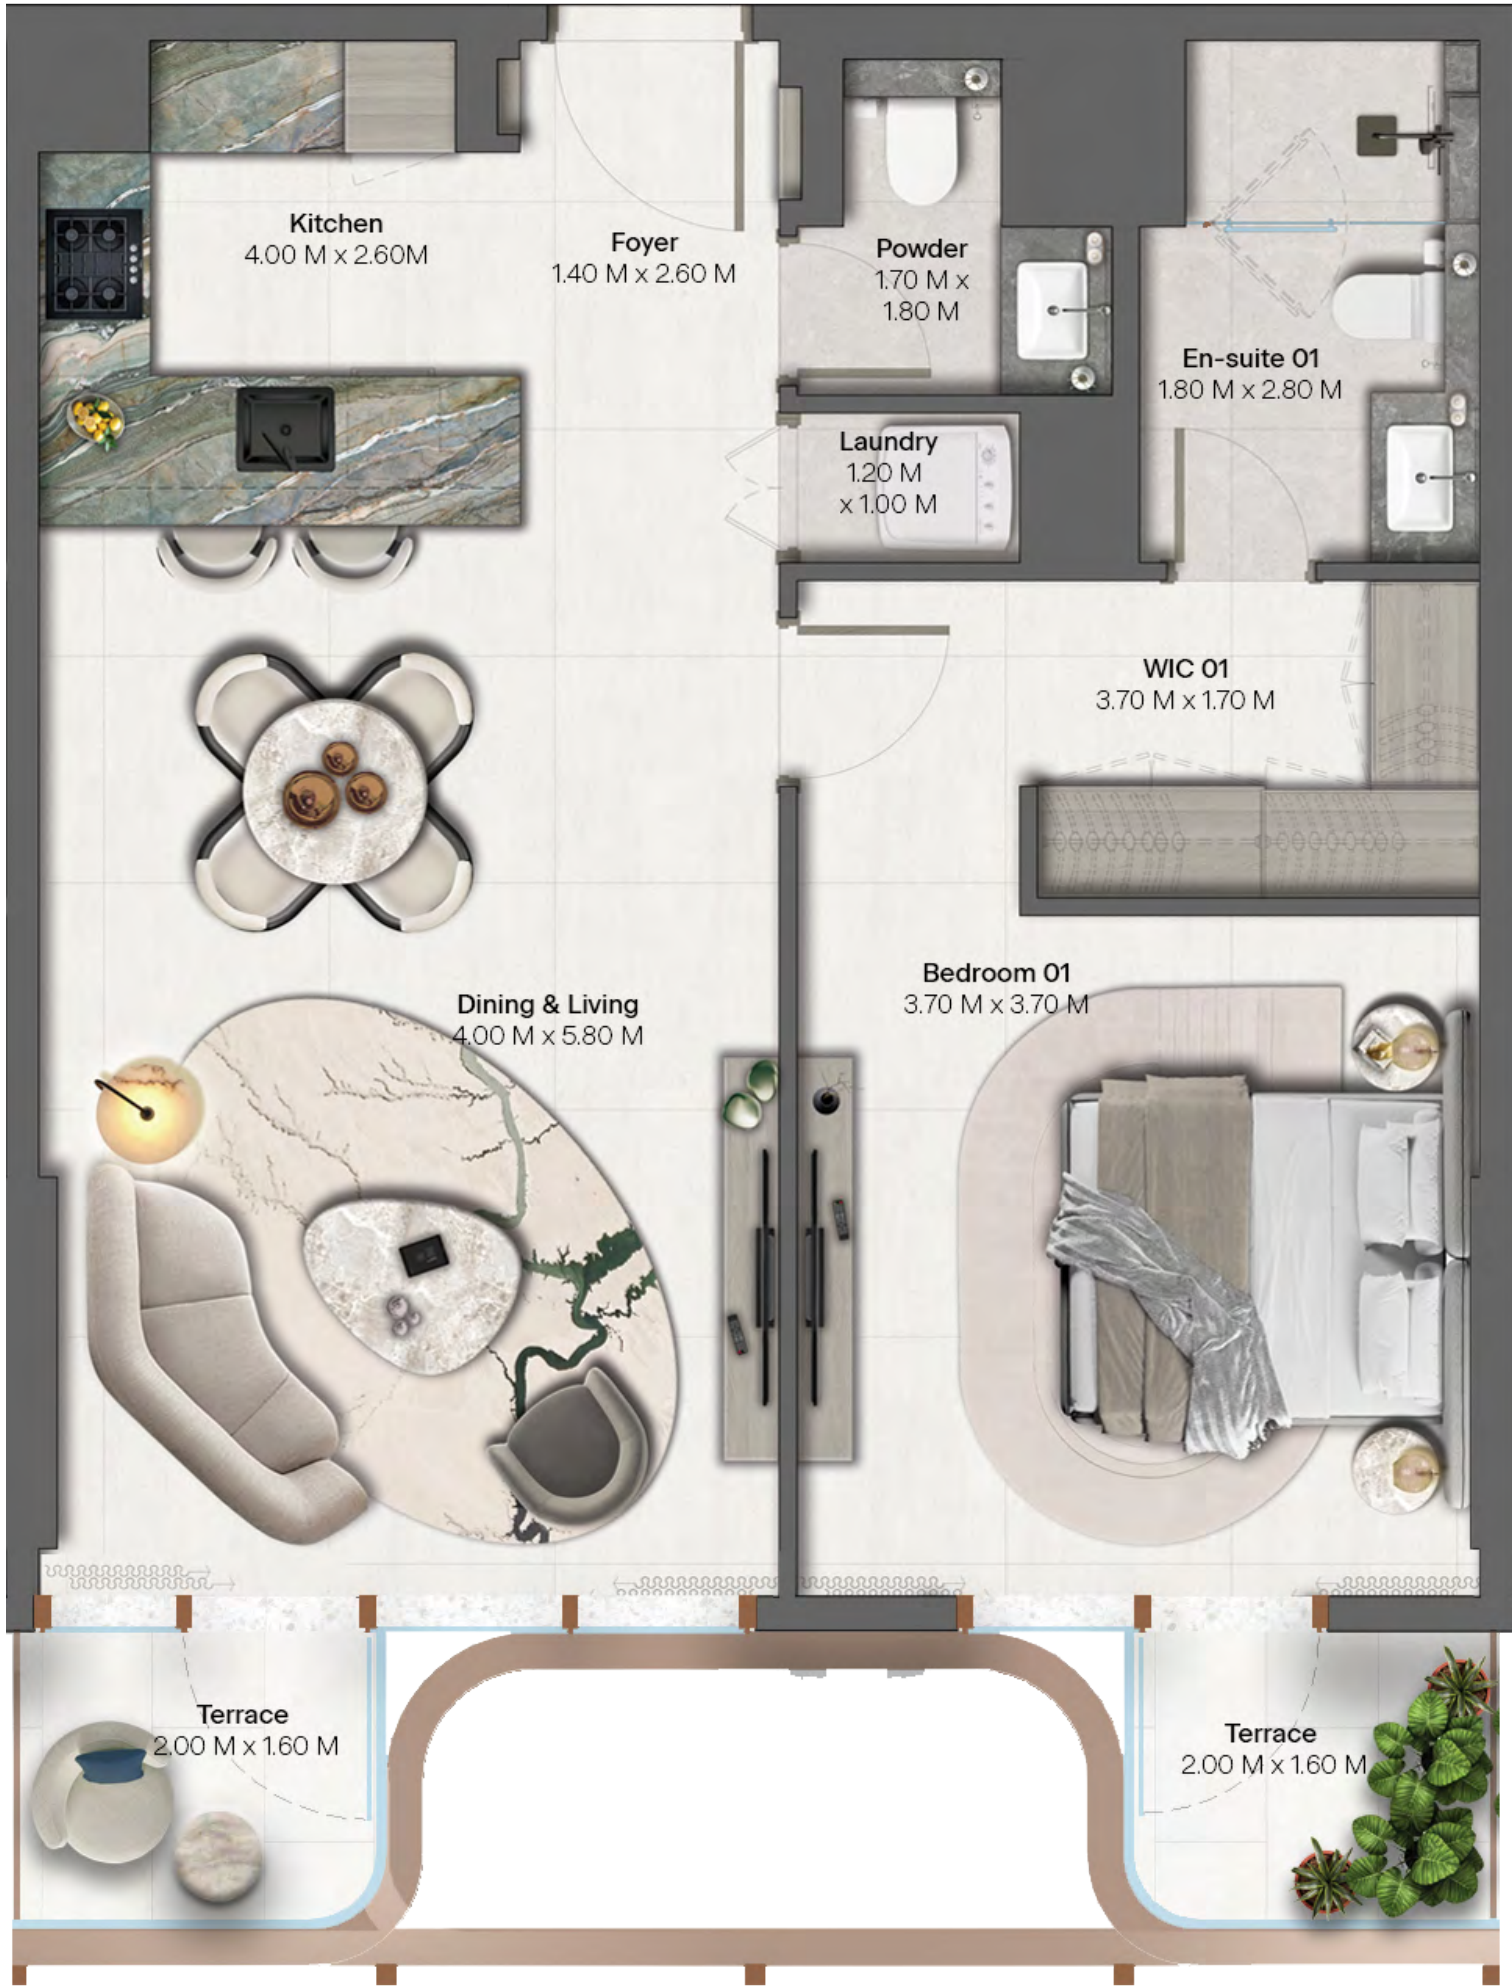 Kitchen
4.00 M x 2.60M
Foyer
1.40 M x 2.60 M
Powder
1.70 M x
1.80 M
En-suite 01
1.80 M x 2.80 M
Laundry
1.20 M
x 1.00 M
WIC 01
3.70 M x 1.70 M
Bedroom 01
3.70 M x 3.70 M
Dining & Living
4.00 M x 5.80 M
Terrace
2.00 M x 1.60 M
Terrace
2.00 M x 1.60 M